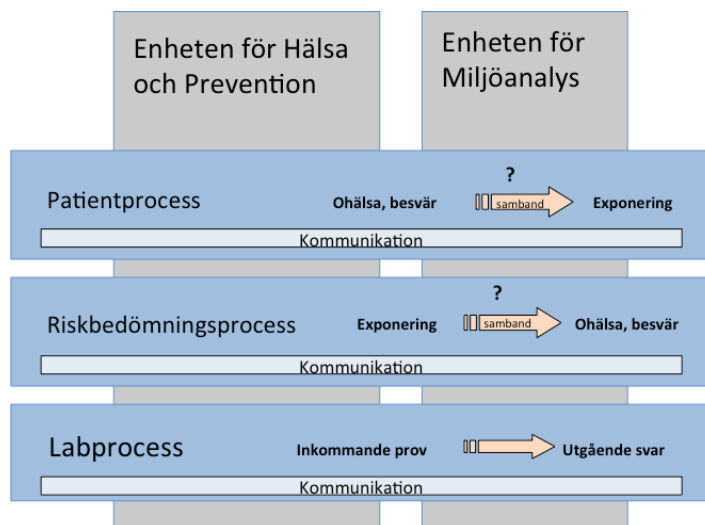 Enheten för Hälsa
och Prevention
Enheten för
Miljöanalys
?
Patientprocess
Ohälsa, besvär
samband
Exponering
Kommunikation
?
Riskbedömningsprocess
Exponering
samband
Ohälsa, besvär
Kommunikation
Labprocess
Inkommande prov
Utgående svar
Kommunikation